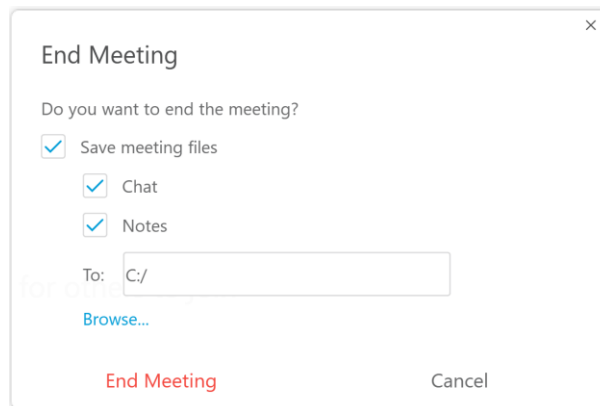 End Meeting
Do you want to end the meeting?
Save meeting files
Chat
Notes
To: C:/
Browse...
End Meeting Cancel